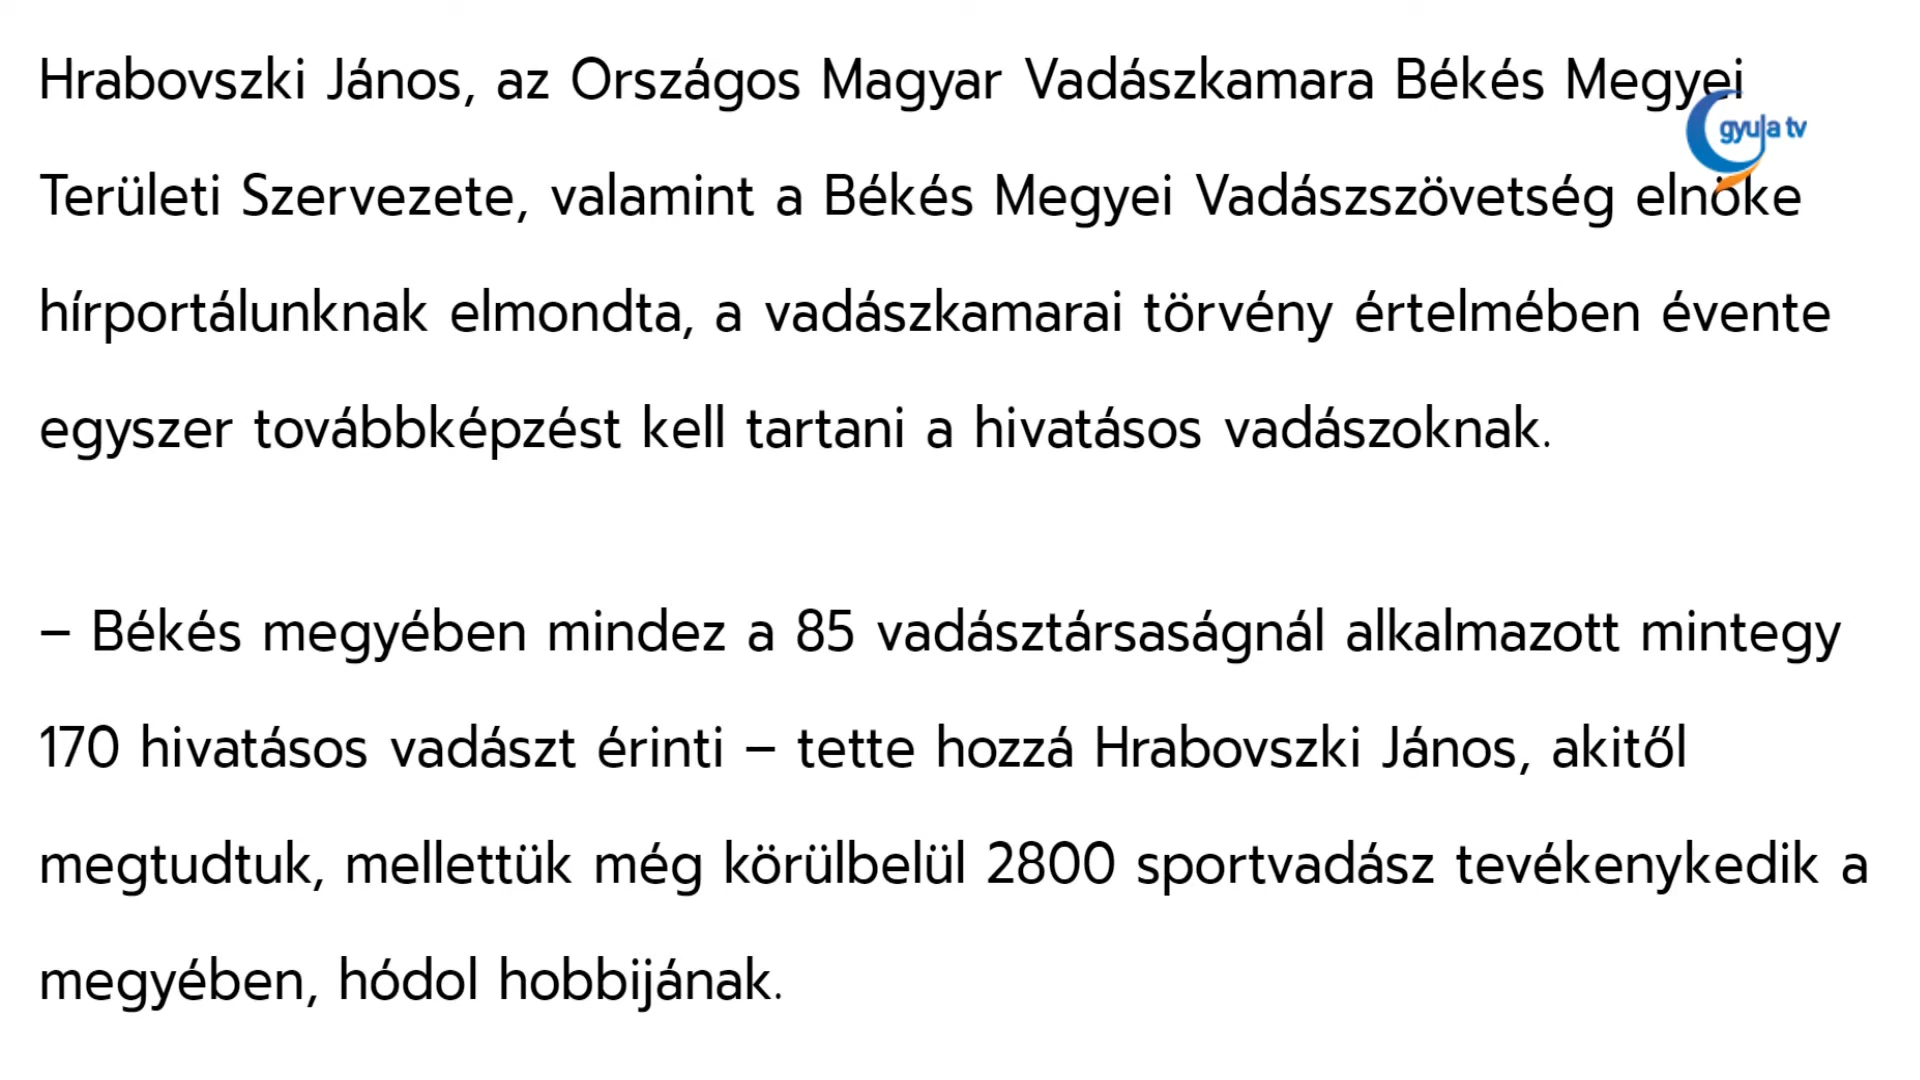 Hrabovszki János, az Országos Magyar Vadászkamara Békés Megyei
gyula tv
Területi Szervezete, valamint a Békés Megyei Vadászszövetség elnöke
hírportálunknak elmondta, a vadászkamarai törvény értelmében évente
egyszer továbbképzést kell tartani a hivatásos vadászoknak.
– Békés megyében mindez a 85 vadásztársaságnál alkalmazott mintegy
170 hivatásos vadászt érinti – tette hozzá Hrabovszki János, akitől
megtudtuk, mellettük még körülbelül 2800 sportvadász tevékenykedik a
megyében, hódol hobbijának.